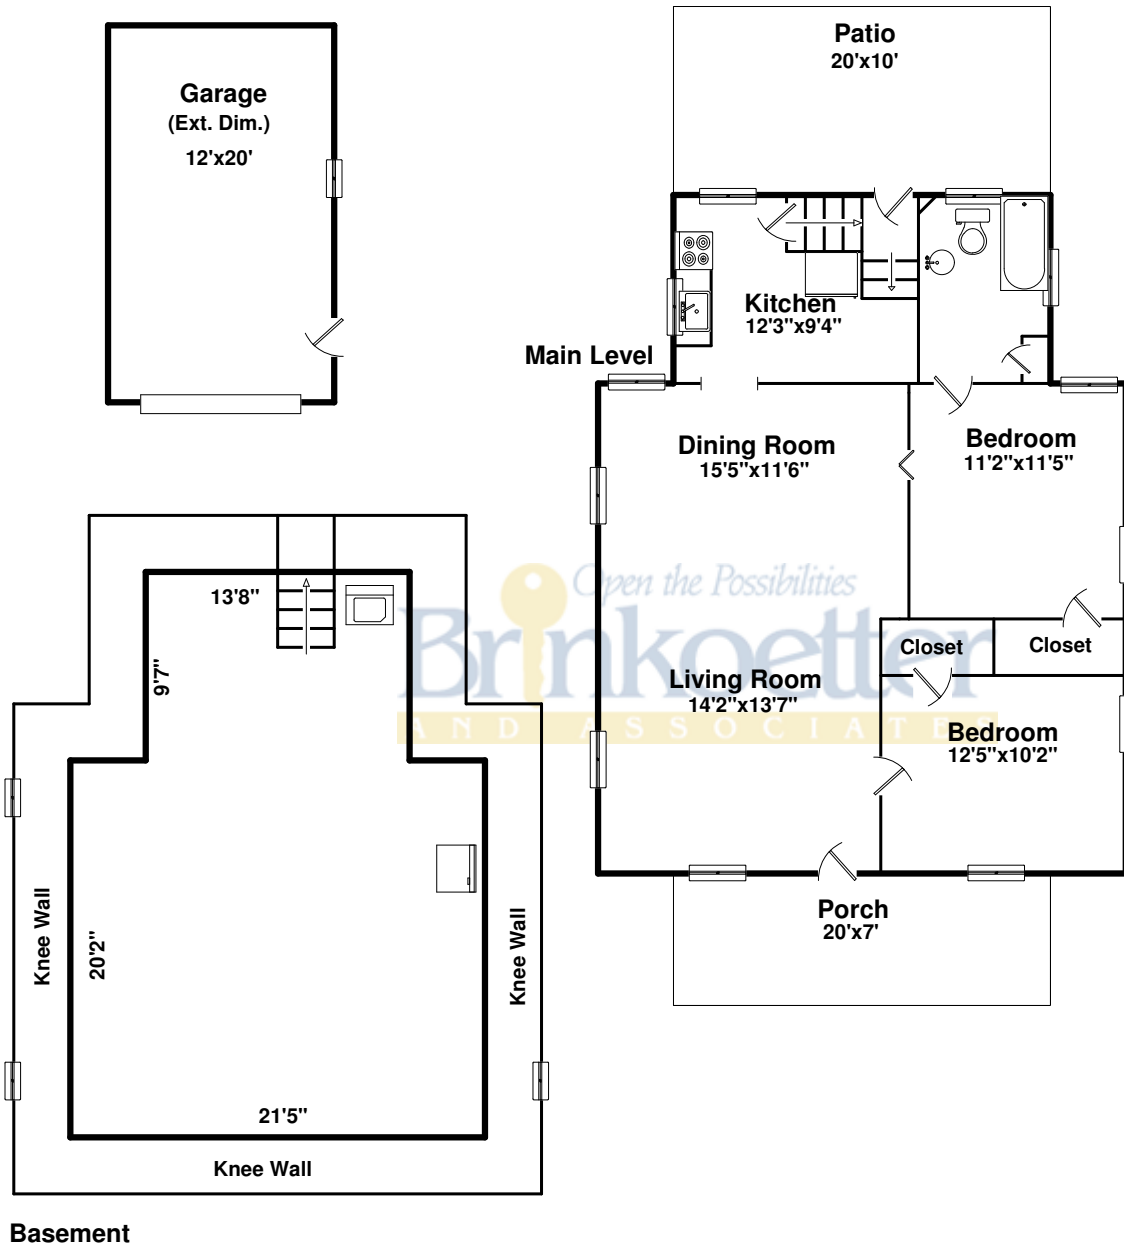 Garage
(Ext. Dim.)
12'x20'
Patio
20'x10'
Kitchen
12'3"x9'4"
Main Level
Dining Room
15'5"x11'6"
Bedroom
11'2"x11'5"
Open the Possibilities
Brinkoetter
AND ASSOCIATES
Closet
Closet
Living Room
14'2"x13'7"
Bedroom
12'5"x10'2"
Porch
20'x7'
13'8"
9'7"
Knee Wall
20'2"
Knee Wall
21'5"
Knee Wall
Basement